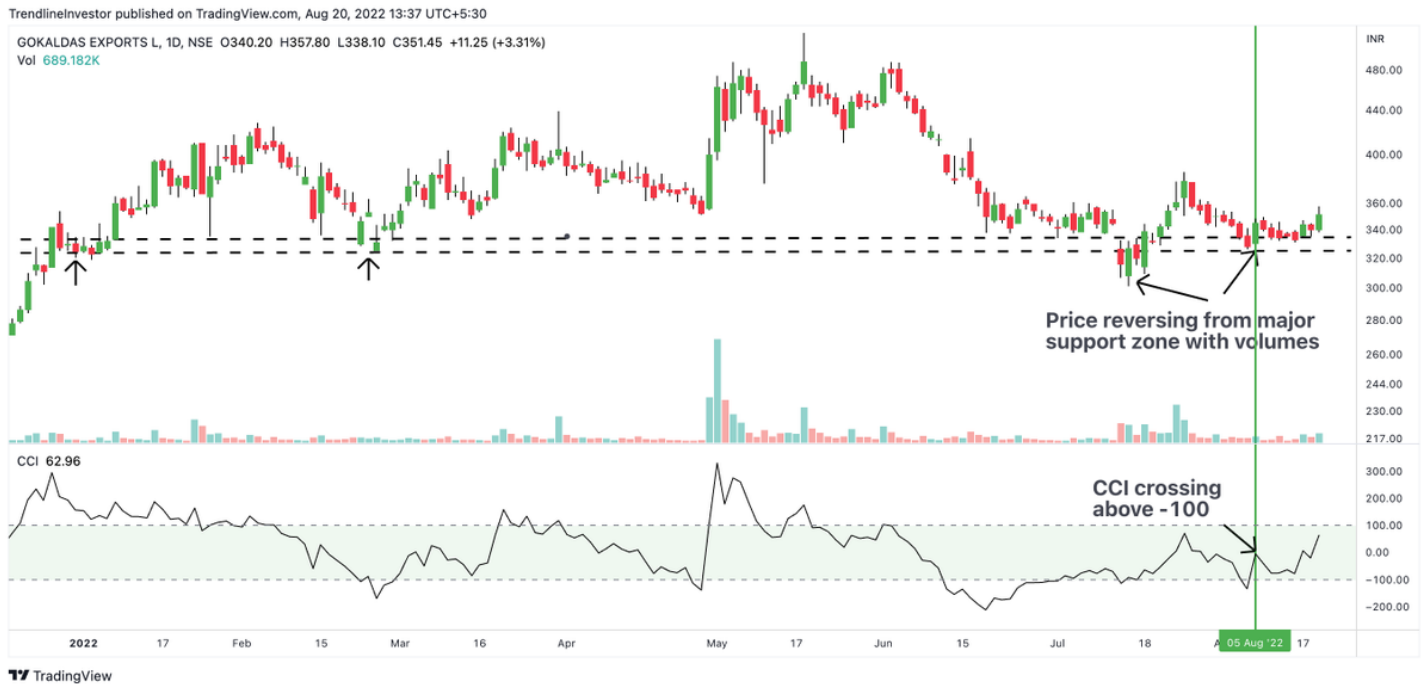 TrendlineInvestor published on TradingView.com, Aug 20, 2022 13:37 UTC+5:30
GOKALDAS EXPORTS L, 1D, NSE O340.20 H357.80 L338.10 C351.45 +11.25 (+3.31%)
Vol 689.182K
INR
480.00
440.00
400.00
360.00
340.00
320.00
300.00
280.00
260.00
244.00
230.00
217.00
Price reversing from major
support zone with volumes
CCI 62.96
CCI crossing
above -100
300.00
200.00
100.00
0.00
−100.00
−200.00
2022 17 Feb 15 Mar 16 Apr May 17 Jun 15 Jul 18 05 Aug '22 17
TradingView